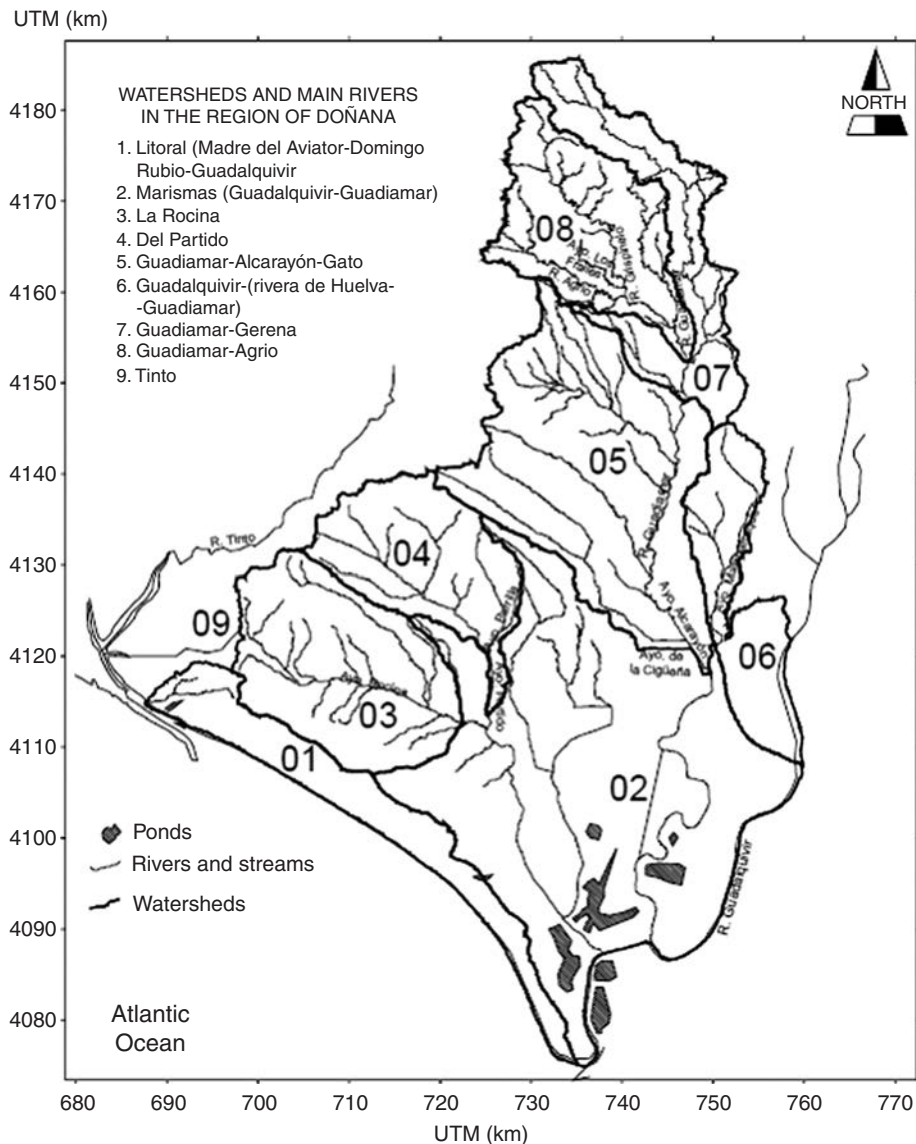 UTM (km)
4180
4170
4160
4150
4140
4130
4120
4110
4100
4090
4080
WATERSHEDS AND MAIN RIVERS
IN THE REGION OF DOÑANA
1. Litoral (Madre del Aviator-Domingo
Rubio-Guadalquivir
2. Marismas (Guadalquivir-Guadiamar)
3. La Rocina
4. Del Partido
5. Guadiamar-Alcarayón-Gato
6. Guadalquivir-(rivera de Huelva-
-Guadiamar)
7. Guadiamar-Gerena
8. Guadiamar-Agrio
9. Tinto
NORTH
08
R. Agrio
07
05
R. Guadiamar
Ayo. Alcarayón
R. Tinto
04
09
06
Ayo. de
la Cigüeña
03
01
02
R. Guadalquivir
Ponds
Rivers and streams
Watersheds
Atlantic
Ocean
680
690
700
710
720
730
740
750
760
770
UTM (km)